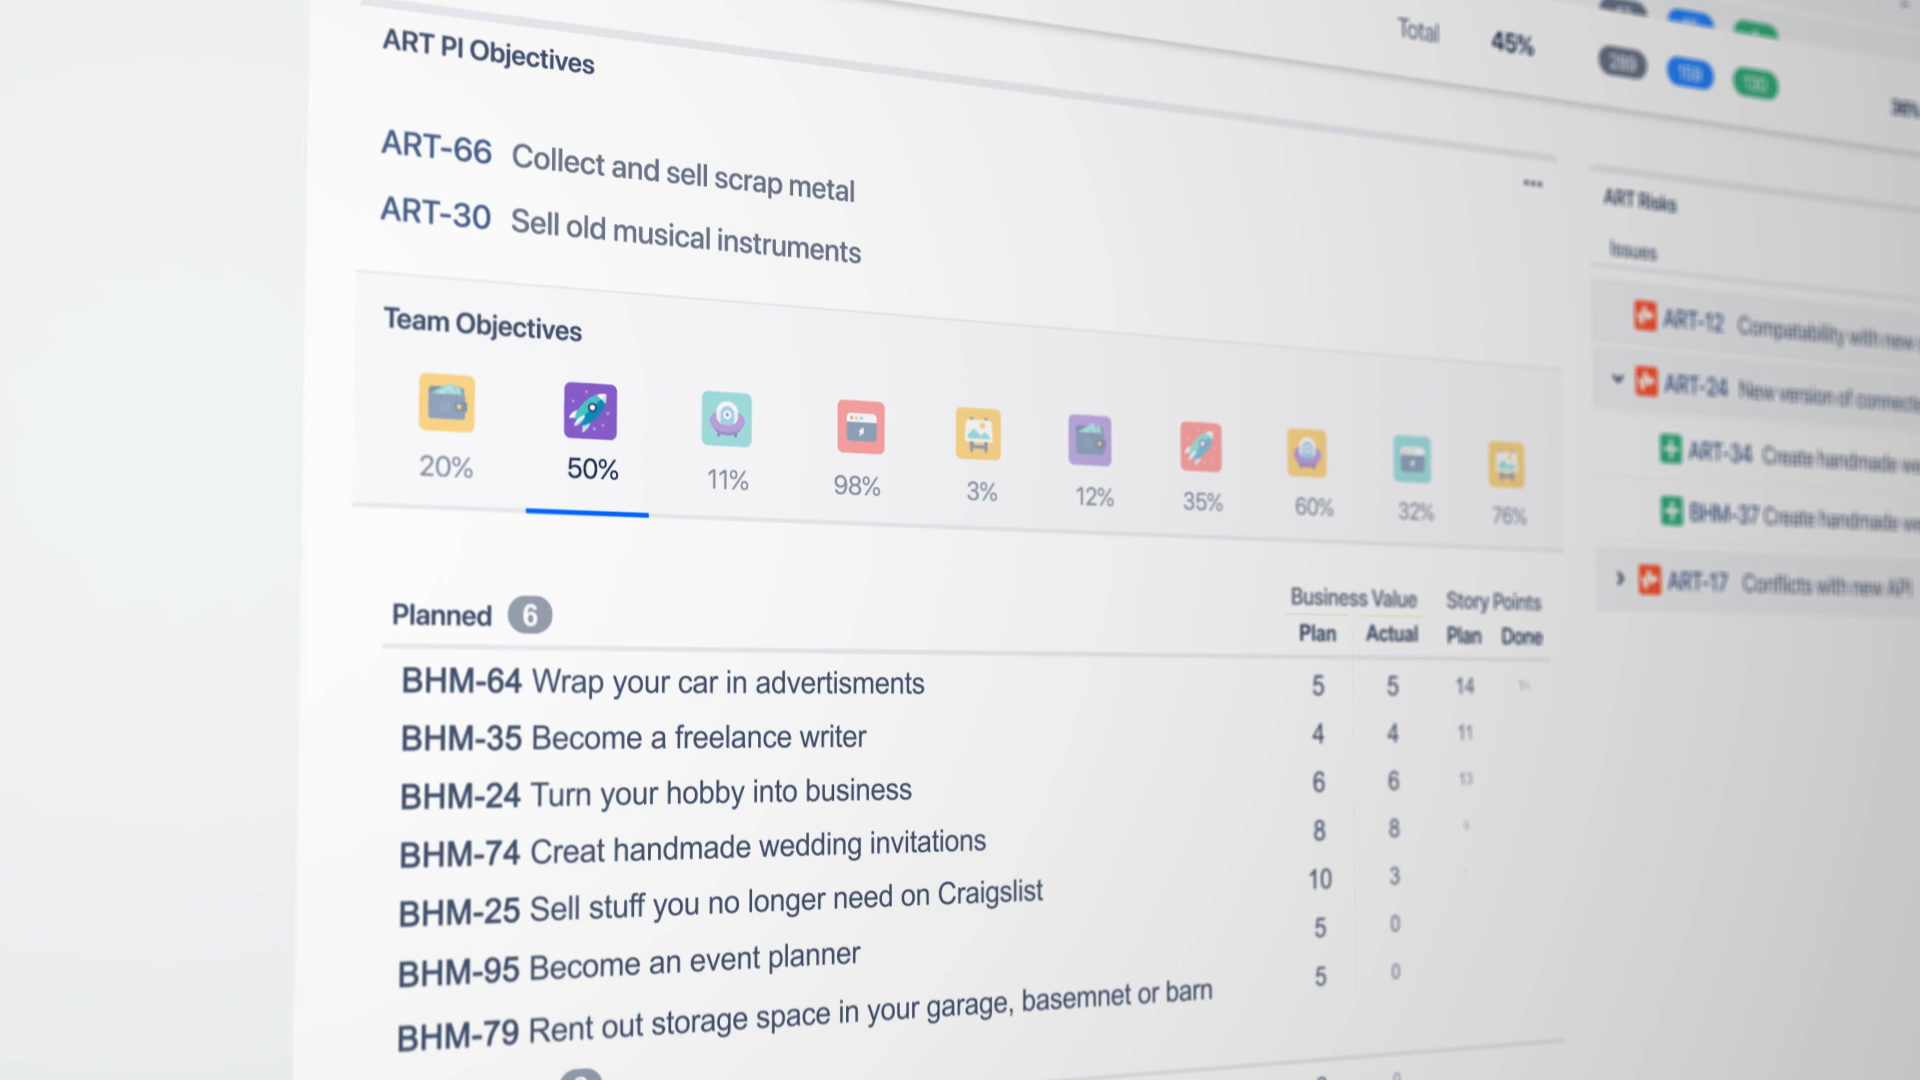 Total 45%
ART PI Objectives
ART-66 Collect and sell scrap metal
ART-30 Sell old musical instruments
Team Objectives
20% 50% 11% 98% 3% 12% 35% 60% 32% 76%
Planned 6
Business Value Story Points
Plan Actual Plan Done
BHM-64 Wrap your car in advertisments 5 5 14
BHM-35 Become a freelance writer 4 4 11
BHM-24 Turn your hobby into business 6 6 13
BHM-74 Creat handmade wedding invitations 8 8
BHM-25 Sell stuff you no longer need on Craigslist 10 3
BHM-95 Become an event planner 5 0
BHM-79 Rent out storage space in your garage, basemnet or barn 5 0
ART Risks
Issues
ART-12 Compatability with new
ART-24 New version of
ART-34 Create handmade
BHM-37 Create handmade
ART-17 Conflicts with new API